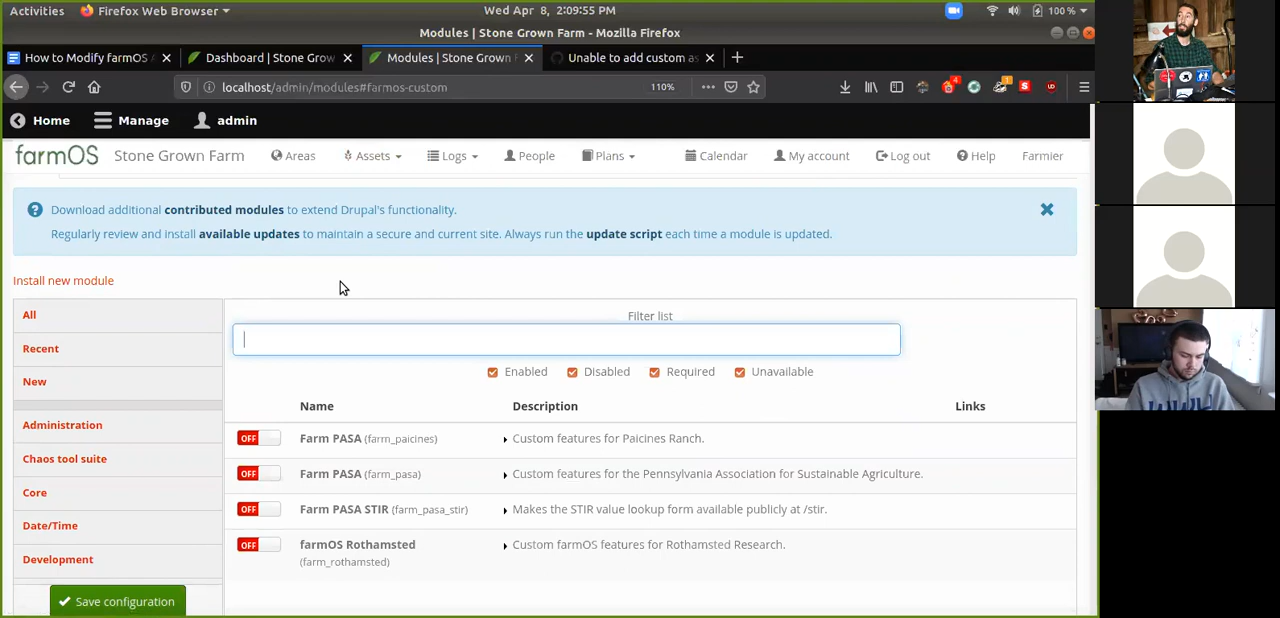 Activities Firefox Web Browser Wed Apr 8, 2:09:55 PM 100 %
Modules | Stone Grown Farm - Mozilla Firefox
How to Modify farmOS Dashboard | Stone Grow Modules | Stone Grown F Unable to add custom as
localhost/admin/modules#farmos-custom 110% 4 1
Home Manage admin
farmOS Stone Grown Farm Areas Assets Logs People Plans Calendar My account Log out Help Farmier
Download additional contributed modules to extend Drupal's functionality.
Regularly review and install available updates to maintain a secure and current site. Always run the update script each time a module is updated.
Install new module
All
Recent
New
Administration
Chaos tool suite
Core
Date/Time
Development
Save configuration
Filter list
Enabled Disabled Required Unavailable
Name Description Links
OFF Farm PASA (farm_paicines) Custom features for Paicines Ranch.
OFF Farm PASA (farm_pasa) Custom features for the Pennsylvania Association for Sustainable Agriculture.
OFF Farm PASA STIR (farm_pasa_stir) Makes the STIR value lookup form available publicly at /stir.
OFF farmOS Rothamsted Custom farmOS features for Rothamsted Research.
(farm_rothamsted)